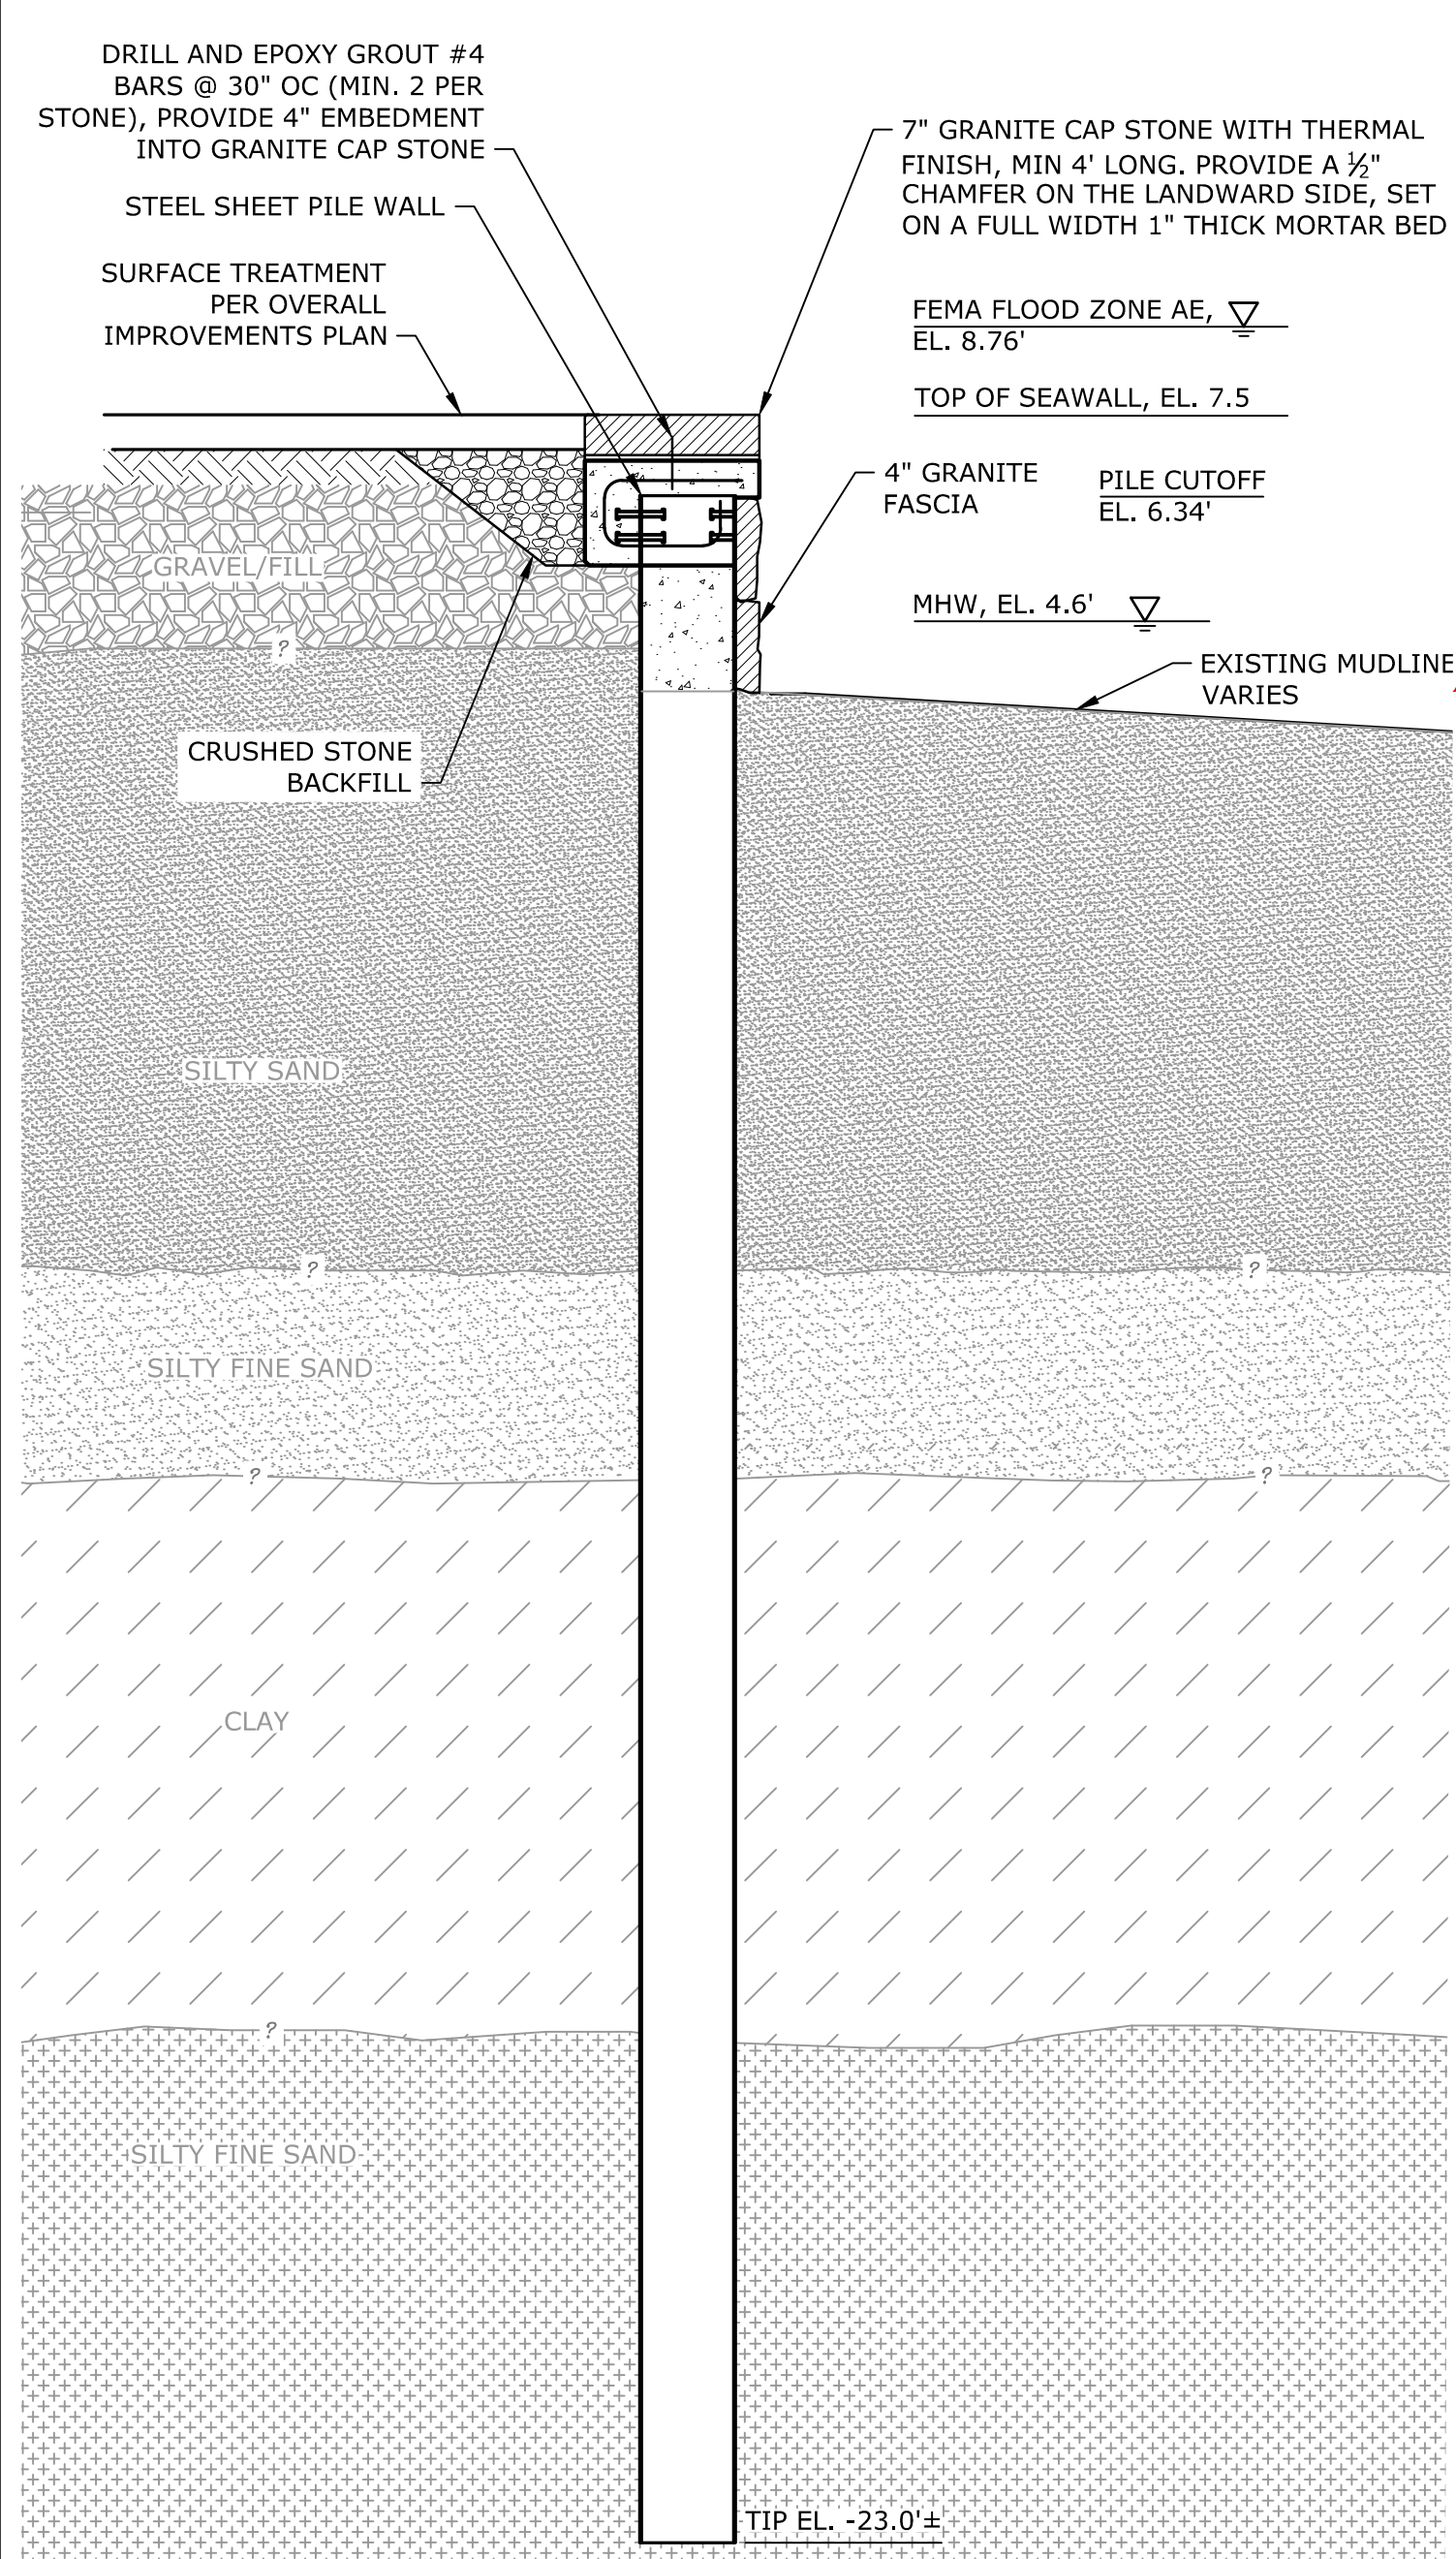 DRILL AND EPOXY GROUT #4
BARS @ 30" OC (MIN. 2 PER
STONE), PROVIDE 4" EMBEDMENT
INTO GRANITE CAP STONE
STEEL SHEET PILE WALL
SURFACE TREATMENT
PER OVERALL
IMPROVEMENTS PLAN
7" GRANITE CAP STONE WITH THERMAL
FINISH, MIN 4' LONG. PROVIDE A ½"
CHAMFER ON THE LANDWARD SIDE, SET
ON A FULL WIDTH 1" THICK MORTAR BED
FEMA FLOOD ZONE AE,
EL. 8.76'
TOP OF SEAWALL, EL. 7.5
4" GRANITE
FASCIA
PILE CUTOFF
EL. 6.34'
MHW, EL. 4.6'
EXISTING MUDLINE
VARIES
GRAVEL/FILL
?
CRUSHED STONE
BACKFILL
SILTY SAND
?
?
SILTY FINE SAND
?
?
CLAY
?
SILTY FINE SAND
TIP EL. -23.0'±